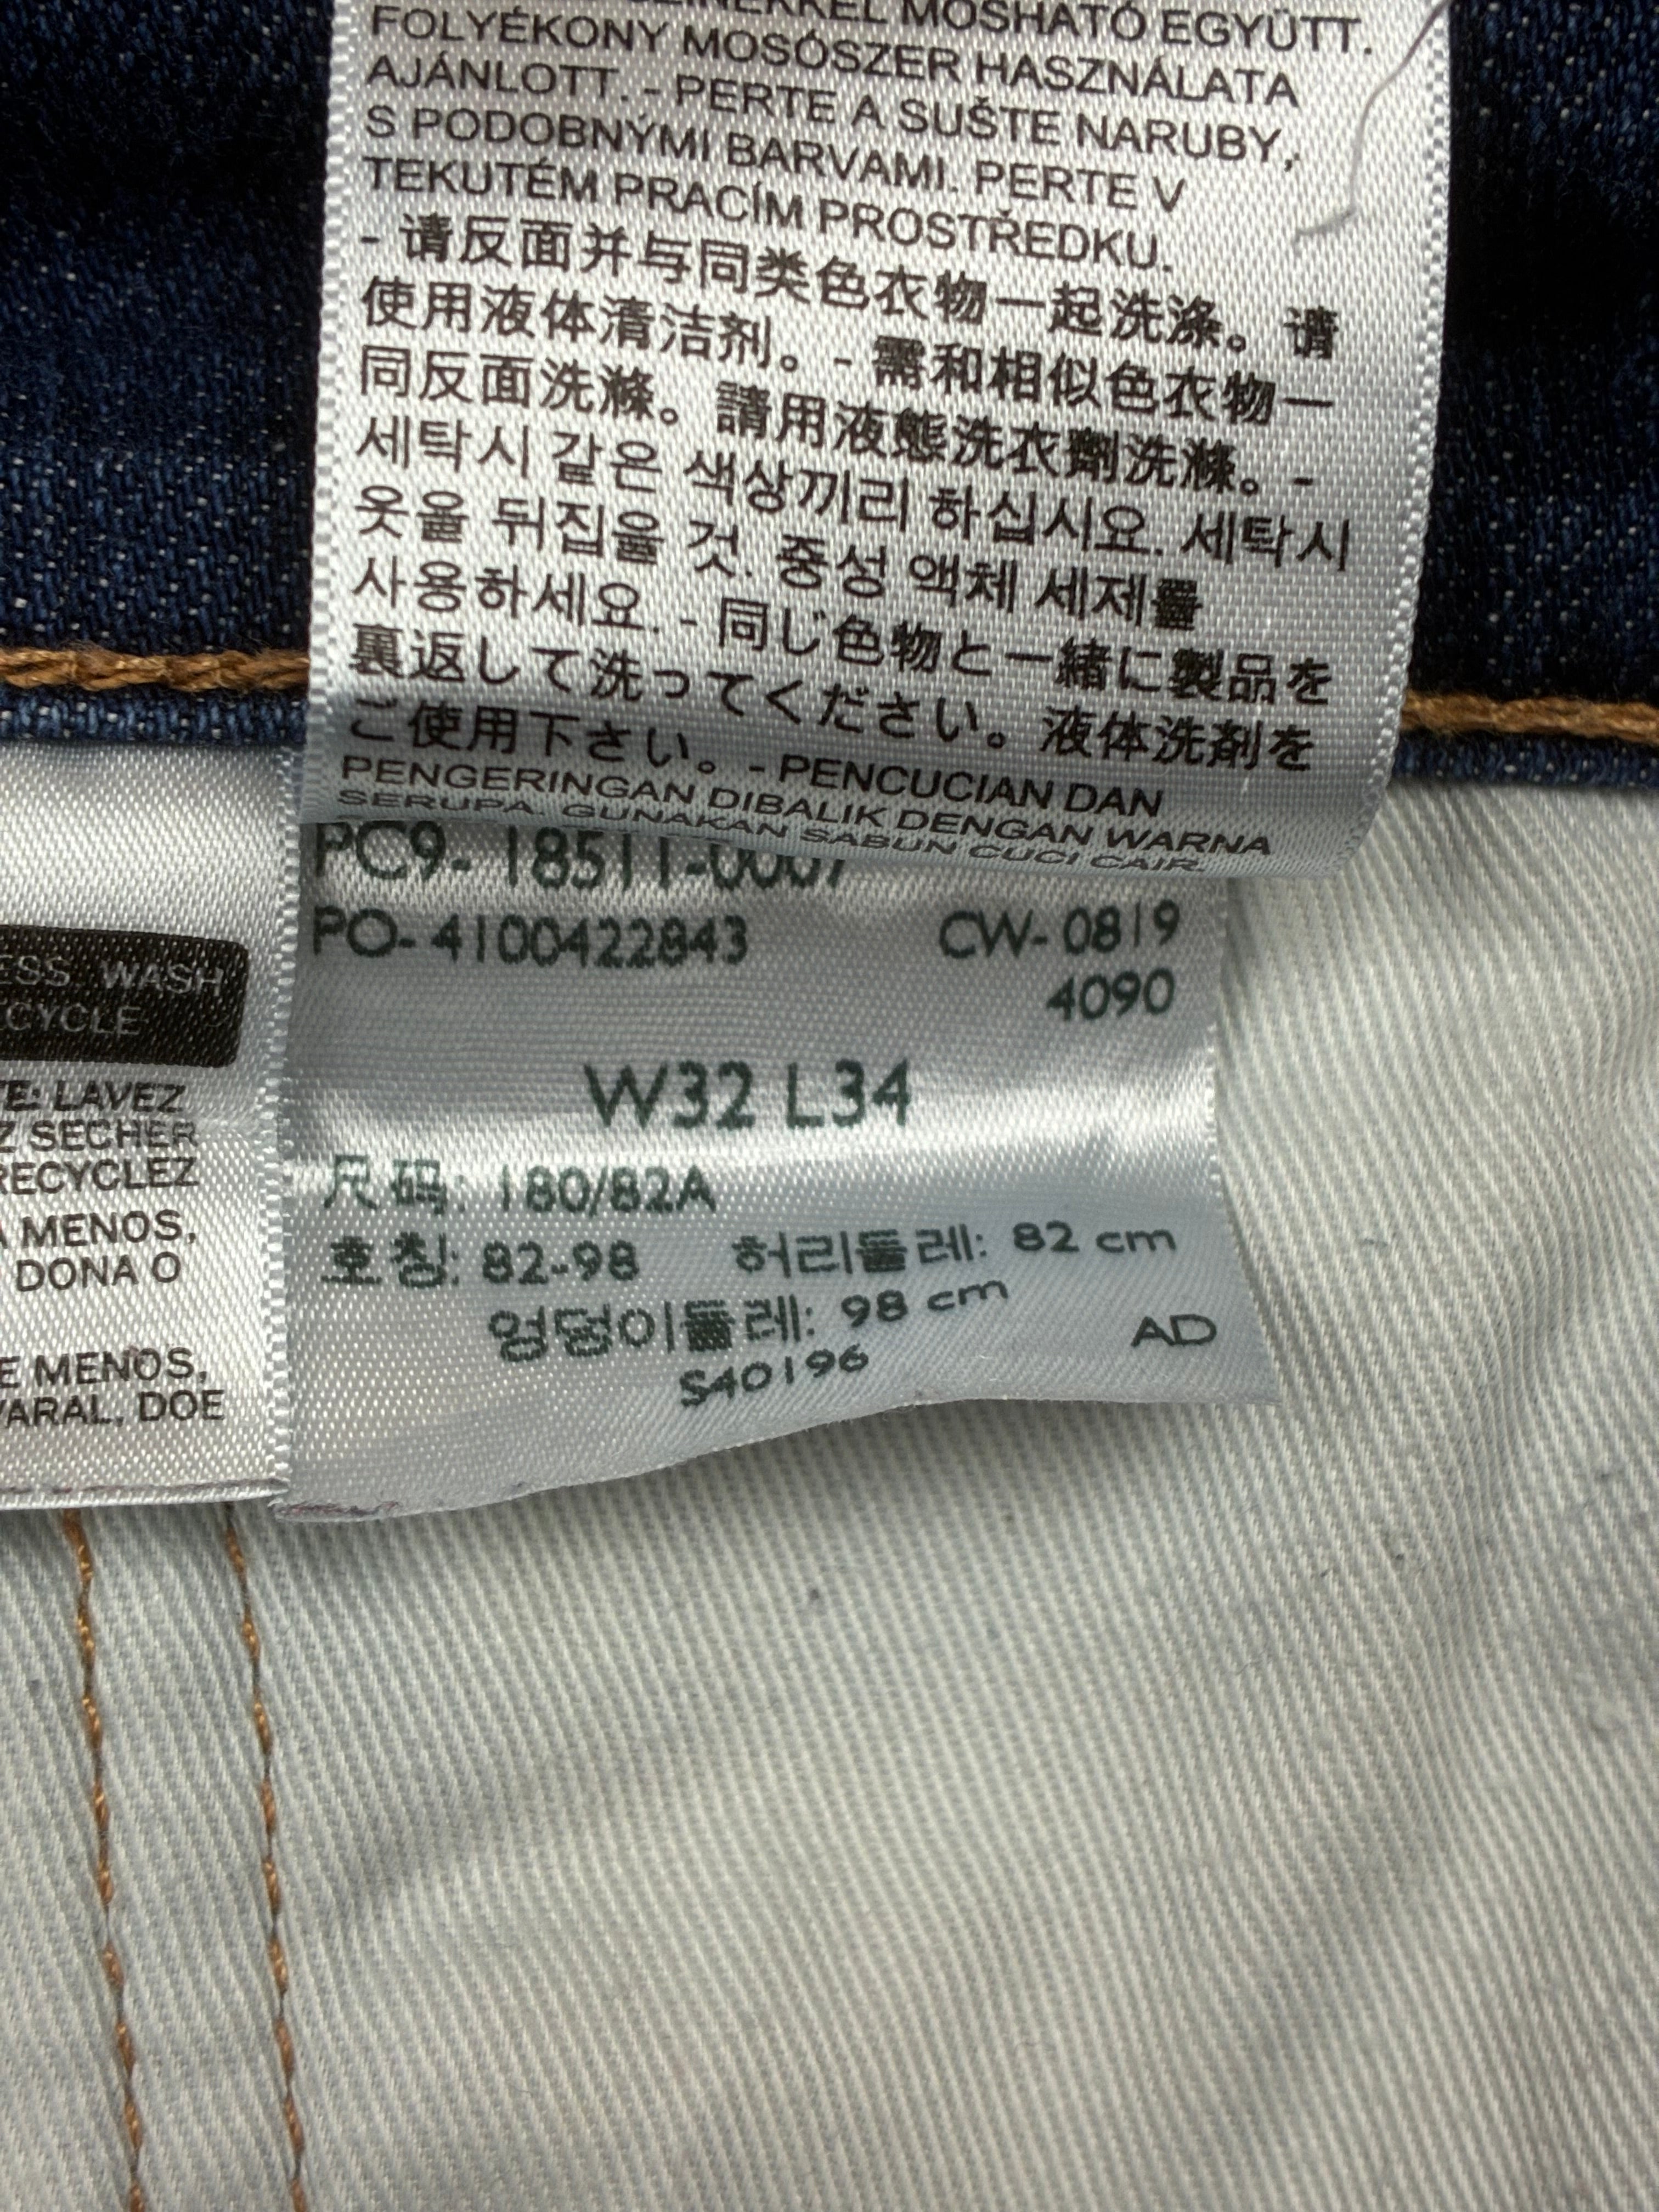 MOSHATÓ EGYÜTT.
FOLYÉKONY MOSÓSZER HASZNÁLATA
AJÁNLOTT. - PERTE A SUŠTE NARUBY,
S PODOBNÝMI BARVAMI. PERTE V
TEKUTÉM PRACÍM PROSTŘEDKU.
- 请反面并与同类色衣物一起洗涤。请
使用液体清洁剂。- 需和相似色衣物一
同反面洗滌。請用液態洗衣劑洗滌。-
세탁시 같은 색상끼리 하십시요. 세탁시
옷을 뒤집을 것. 중성 액체 세제를
사용하세요. - 同じ色物と一緒に製品を
裏返して洗ってください。液体洗剤を
ご使用下さい。- PENCUCIAN DAN
PENGERINGAN DIBALIK DENGAN WARNA
SERUPA. GUNAKAN SABUN CUCI CAIR.
PC9- 18511-0007
PO- 4100422843 CW- 0819
4090
W32 L34
尺码: 180/82A
호칭: 82-98 허리둘레: 82 cm
엉덩이둘레: 98 cm
AD
S40196
ESS. WASH
CYCLE
E: LAVEZ
Z SECHER
RECYCLEZ
A MENOS,
DONA O
E MENOS,
VARAL, DOE